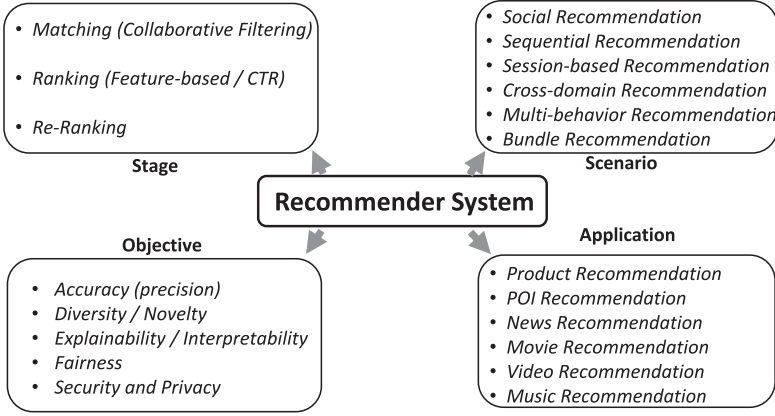 • Matching (Collaborative Filtering)
• Ranking (Feature-based / CTR)
• Re-Ranking
Stage
• Social Recommendation
• Sequential Recommendation
• Session-based Recommendation
• Cross-domain Recommendation
• Multi-behavior Recommendation
• Bundle Recommendation
Scenario
Recommender System
Objective
• Accuracy (precision)
• Diversity / Novelty
• Explainability / Interpretability
• Fairness
• Security and Privacy
Application
• Product Recommendation
• POI Recommendation
• News Recommendation
• Movie Recommendation
• Video Recommendation
• Music Recommendation